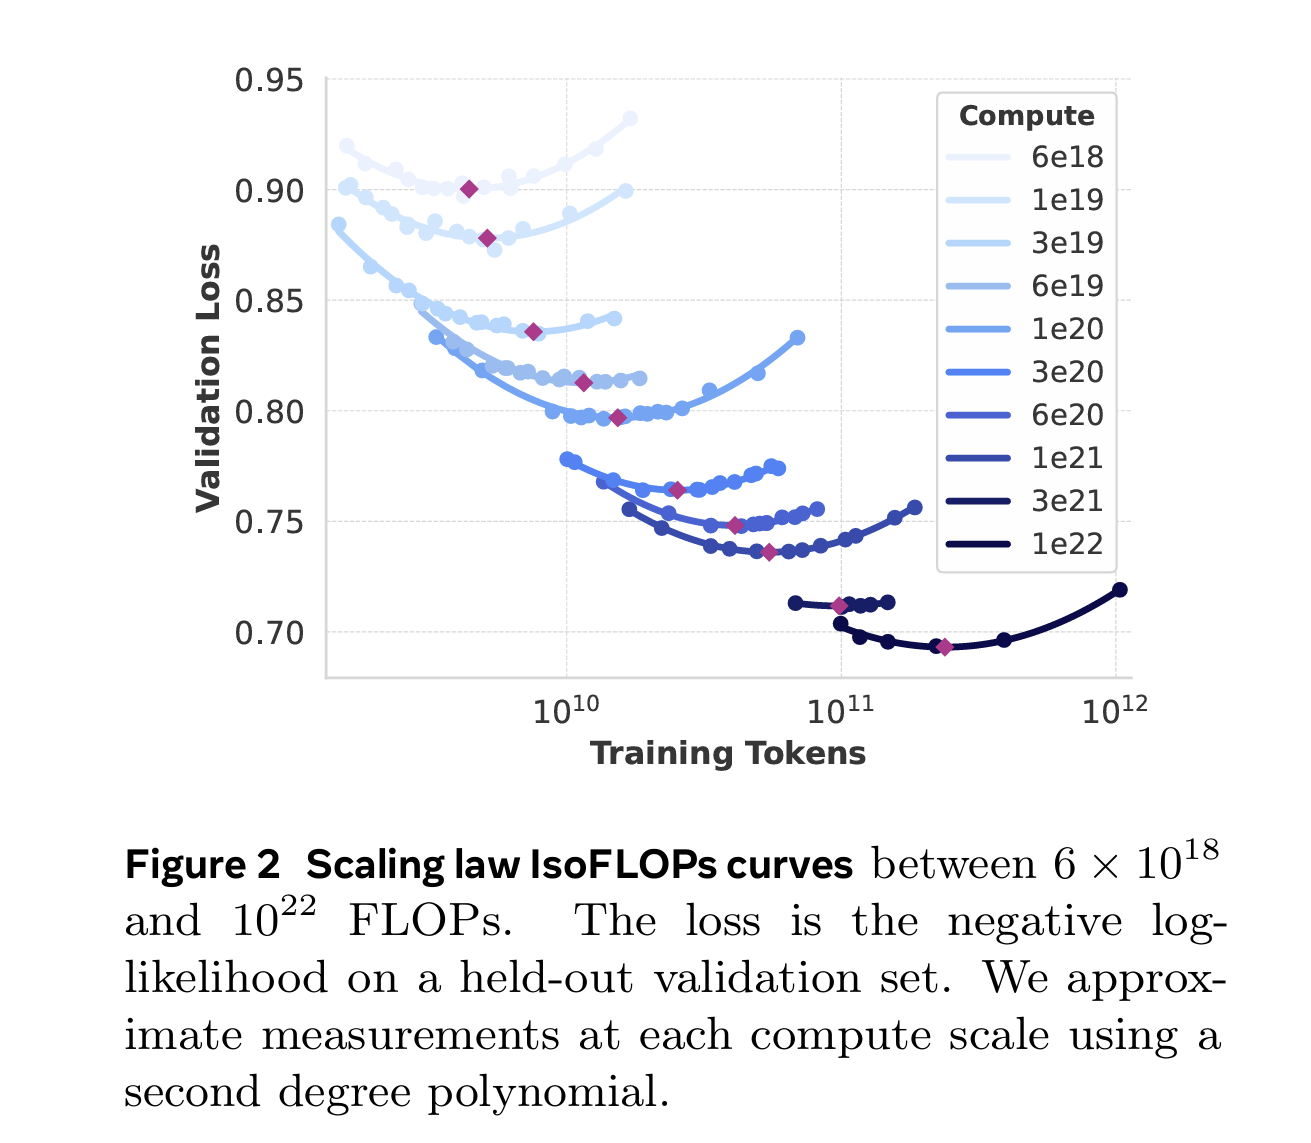 0.95
0.90
0.85
0.80
0.75
0.70
Validation Loss
10^10
10^11
10^12
Training Tokens
Compute
6e18
1e19
3e19
6e19
1e20
3e20
6e20
1e21
3e21
1e22
Figure 2 Scaling law IsoFLOPs curves between 6 × 10^18
and 10^22 FLOPs. The loss is the negative log-
likelihood on a held-out validation set. We approx-
imate measurements at each compute scale using a
second degree polynomial.